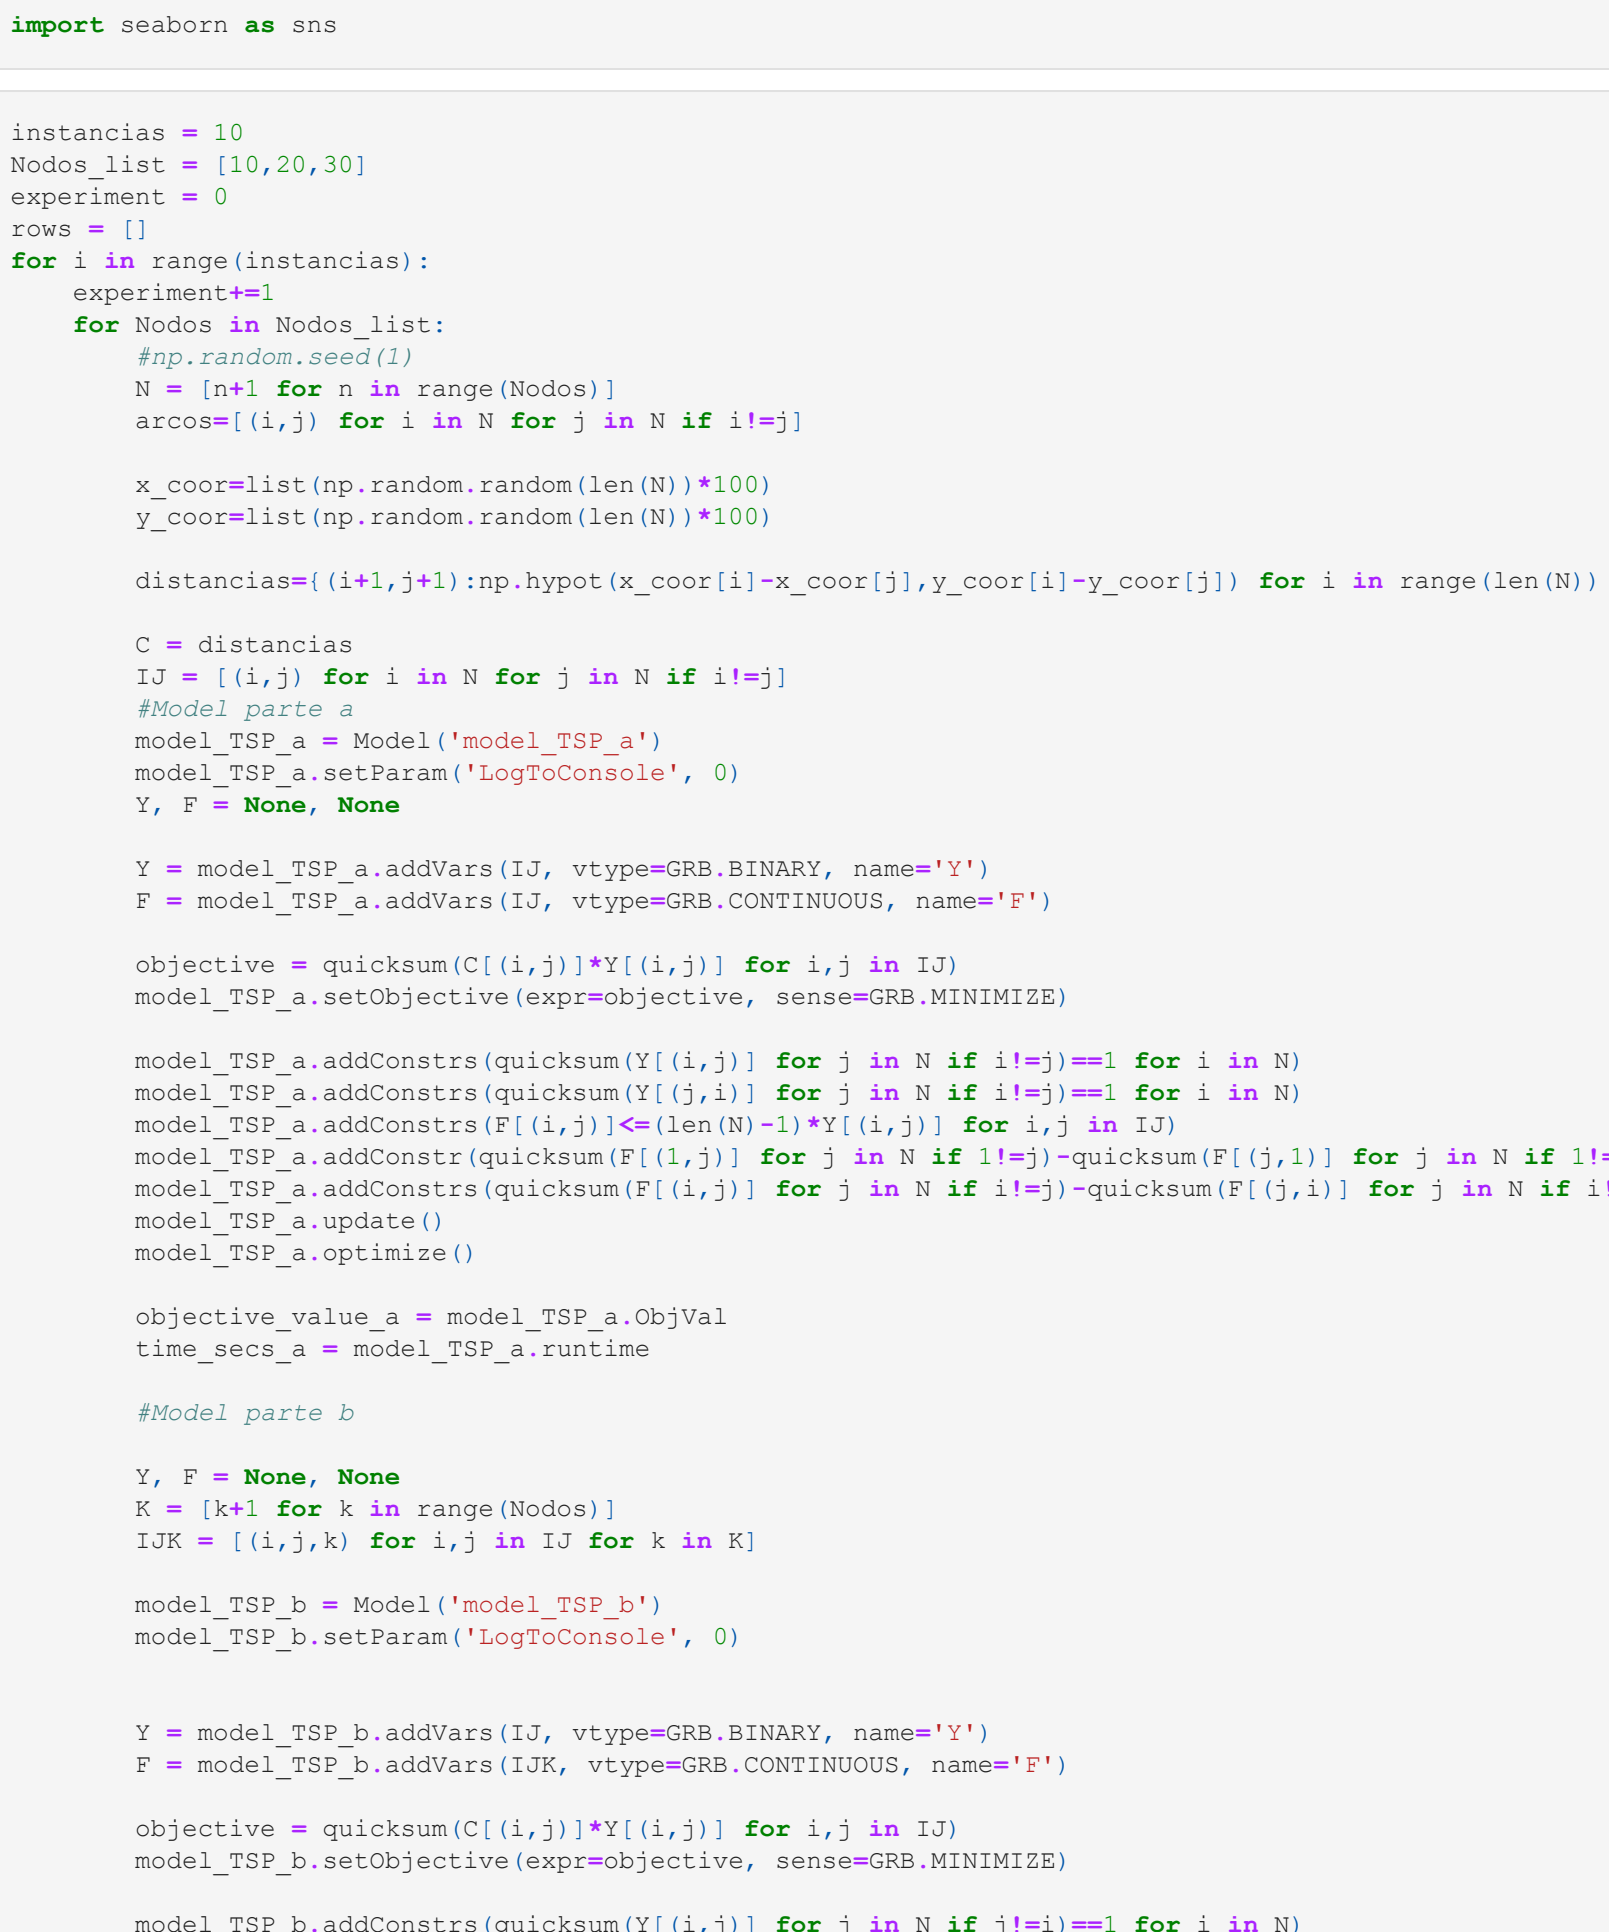 import seaborn as sns
instancias = 10
Nodos_list = [10,20,30]
experiment = 0
rows = []
for i in range(instancias):
    experiment+=1
    for Nodos in Nodos_list:
        #np.random.seed(1)
        N = [n+1 for n in range(Nodos)]
        arcos=[(i,j) for i in N for j in N if i!=j]
        x_coor=list(np.random.random(len(N))*100)
        y_coor=list(np.random.random(len(N))*100)
        distancias={(i+1,j+1):np.hypot(x_coor[i]-x_coor[j],y_coor[i]-y_coor[j]) for i in range(len(N))
        C = distancias
        IJ = [(i,j) for i in N for j in N if i!=j]
        #Model parte a
        model_TSP_a = Model('model_TSP_a')
        model_TSP_a.setParam('LogToConsole', 0)
        Y, F = None, None
        Y = model_TSP_a.addVars(IJ, vtype=GRB.BINARY, name='Y')
        F = model_TSP_a.addVars(IJ, vtype=GRB.CONTINUOUS, name='F')
        objective = quicksum(C[(i,j)]*Y[(i,j)] for i,j in IJ)
        model_TSP_a.setObjective(expr=objective, sense=GRB.MINIMIZE)
        model_TSP_a.addConstrs(quicksum(Y[(i,j)] for j in N if i!=j)==1 for i in N)
        model_TSP_a.addConstrs(quicksum(Y[(j,i)] for j in N if i!=j)==1 for i in N)
        model_TSP_a.addConstrs(F[(i,j)]<=(len(N)-1)*Y[(i,j)] for i,j in IJ)
        model_TSP_a.addConstr(quicksum(F[(1,j)] for j in N if 1!=j)-quicksum(F[(j,1)] for j in N if 1!=
        model_TSP_a.addConstrs(quicksum(F[(i,j)] for j in N if i!=j)-quicksum(F[(j,i)] for j in N if i!
        model_TSP_a.update()
        model_TSP_a.optimize()
        objective_value_a = model_TSP_a.ObjVal
        time_secs_a = model_TSP_a.runtime
        #Model parte b
        Y, F = None, None
        K = [k+1 for k in range(Nodos)]
        IJK = [(i,j,k) for i,j in IJ for k in K]
        model_TSP_b = Model('model_TSP_b')
        model_TSP_b.setParam('LogToConsole', 0)
        Y = model_TSP_b.addVars(IJ, vtype=GRB.BINARY, name='Y')
        F = model_TSP_b.addVars(IJK, vtype=GRB.CONTINUOUS, name='F')
        objective = quicksum(C[(i,j)]*Y[(i,j)] for i,j in IJ)
        model_TSP_b.setObjective(expr=objective, sense=GRB.MINIMIZE)
        model_TSP_b.addConstrs(quicksum(Y[(i,j)] for j in N if j!=i)==1 for i in N)